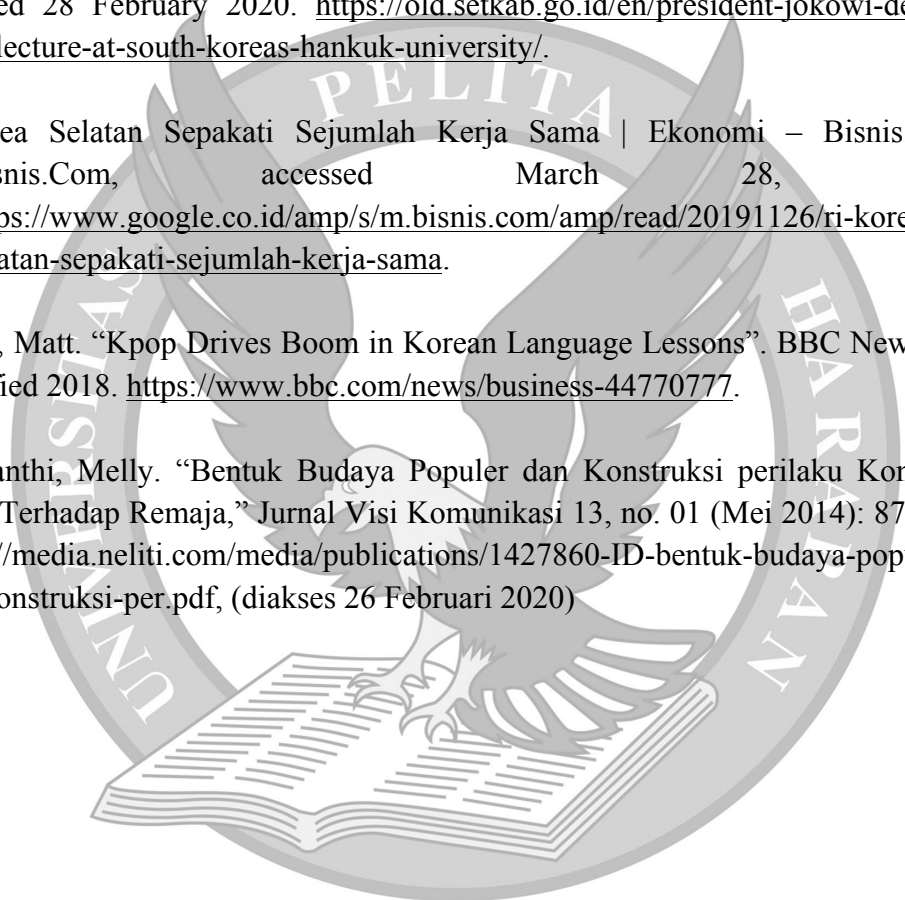 ed 28 February 2020. https://old.setkab.go.id/en/president-jokowi-de
lecture-at-south-koreas-hankuk-university/.
ea Selatan Sepakati Sejumlah Kerja Sama | Ekonomi – Bisnis
snis.Com, accessed March 28,
ps://www.google.co.id/amp/s/m.bisnis.com/amp/read/20191126/ri-kore
atan-sepakati-sejumlah-kerja-sama.
, Matt. “Kpop Drives Boom in Korean Language Lessons”. BBC New
fied 2018. https://www.bbc.com/news/business-44770777.
anthi, Melly. “Bentuk Budaya Populer dan Konstruksi perilaku Kon
Terhadap Remaja,” Jurnal Visi Komunikasi 13, no. 01 (Mei 2014): 87
//media.neliti.com/media/publications/1427860-ID-bentuk-budaya-pop
onstruksi-per.pdf, (diakses 26 Februari 2020)
UNIVERSITAS PELITA HARAPAN